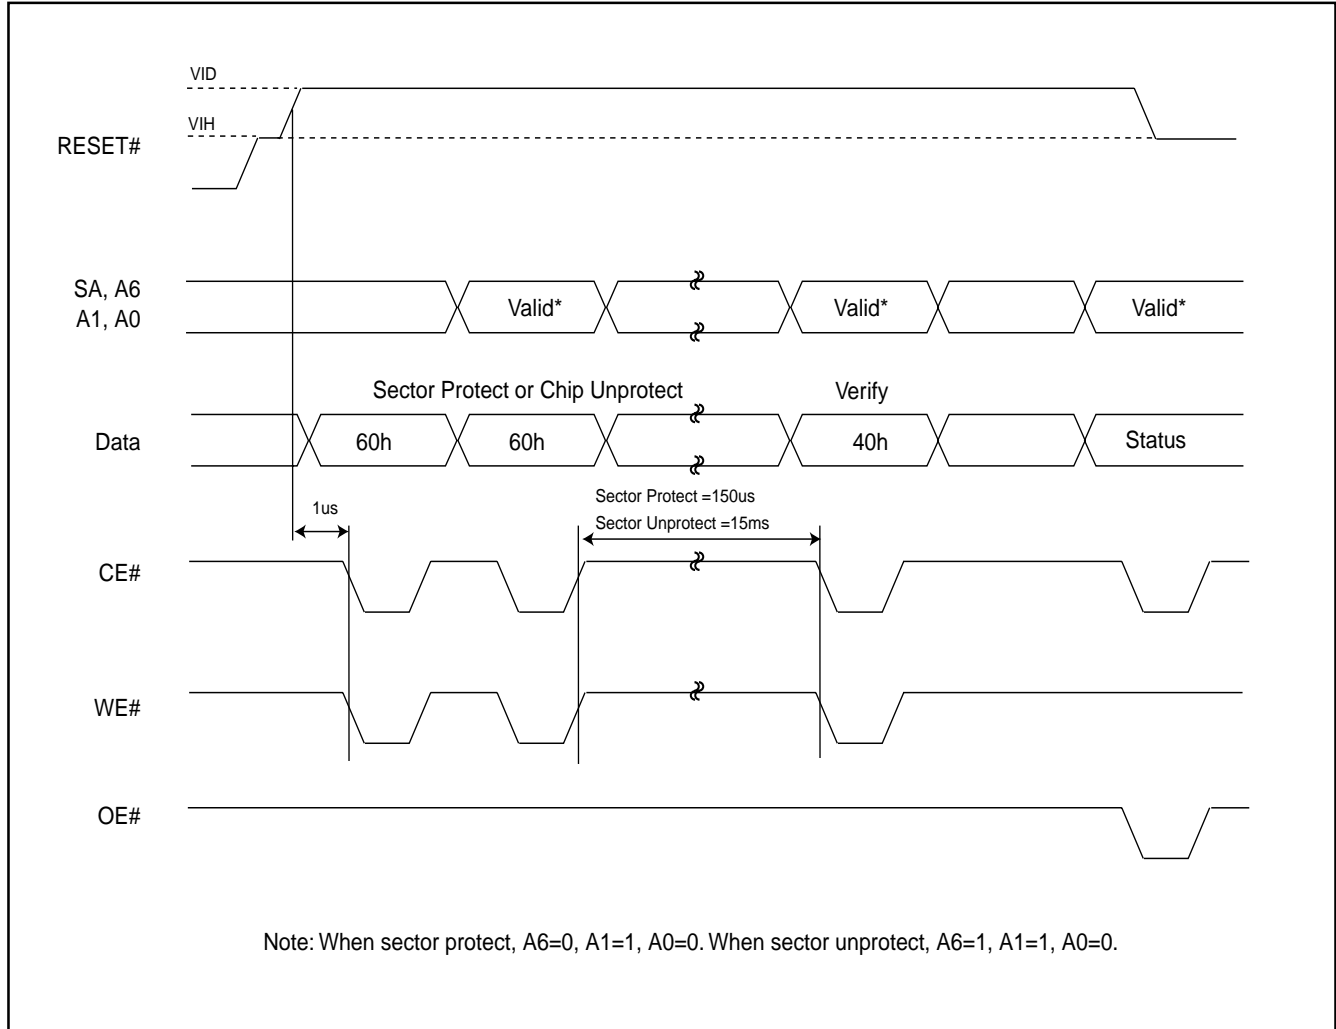 VID
VIH
RESET#
SA, A6
A1, A0
Valid*
Valid*
Valid*
Sector Protect or Chip Unprotect
Verify
Data
60h
60h
40h
Status
1us
Sector Protect =150us
Sector Unprotect =15ms
CE#
WE#
OE#
Note: When sector protect, A6=0, A1=1, A0=0. When sector unprotect, A6=1, A1=1, A0=0.